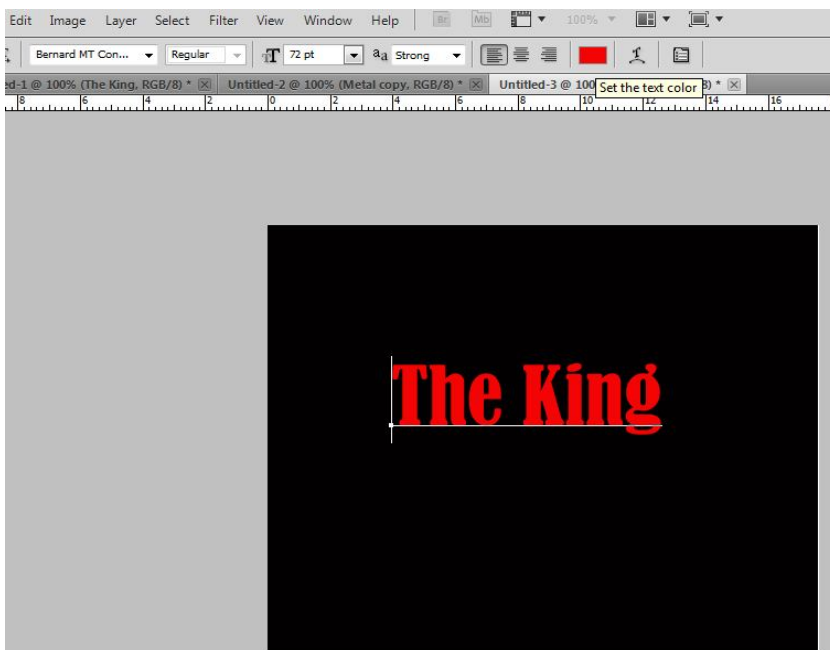 Edit Image Layer Select Filter View Window Help Br Mb 100%
Bernard MT Con... Regular T 72 pt aa Strong
ed-1 @ 100% (The King, RGB/8) * Untitled-2 @ 100% (Metal copy, RGB/8) * Untitled-3 @ 100 8) *
Set the text color
8 6 4 2 0 2 4 6 8 10 12 14 16
The King